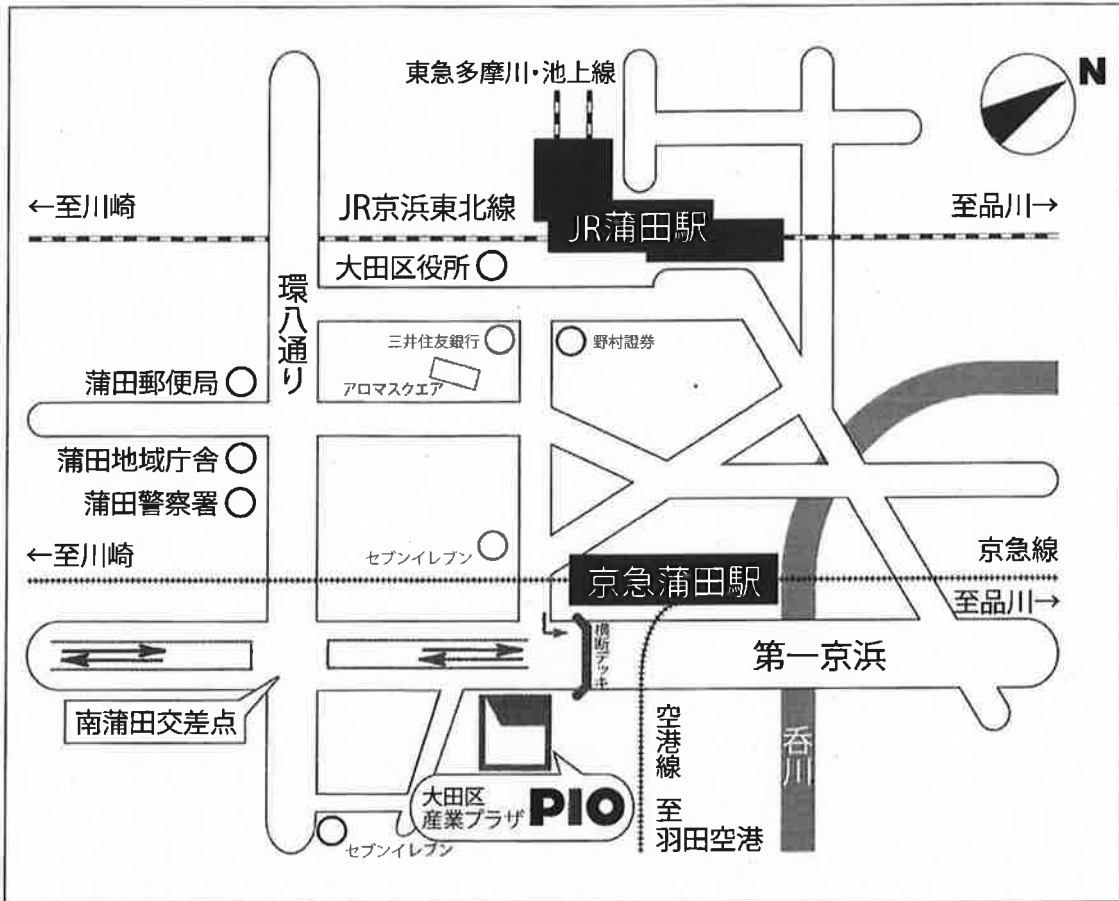 東急多摩川・池上線
N
←至川崎
JR京浜東北線
JR蒲田駅
至品川→
大田区役所
環八通り
三井住友銀行
野村證券
アロマスクエア
蒲田郵便局
蒲田地域庁舎
蒲田警察署
←至川崎
セブンイレブン
京急蒲田駅
京急線
至品川→
横断デッキ
第一京浜
南蒲田交差点
空港線 至
羽田空港
呑川
大田区
産業プラザ PIO
セブンイレブン